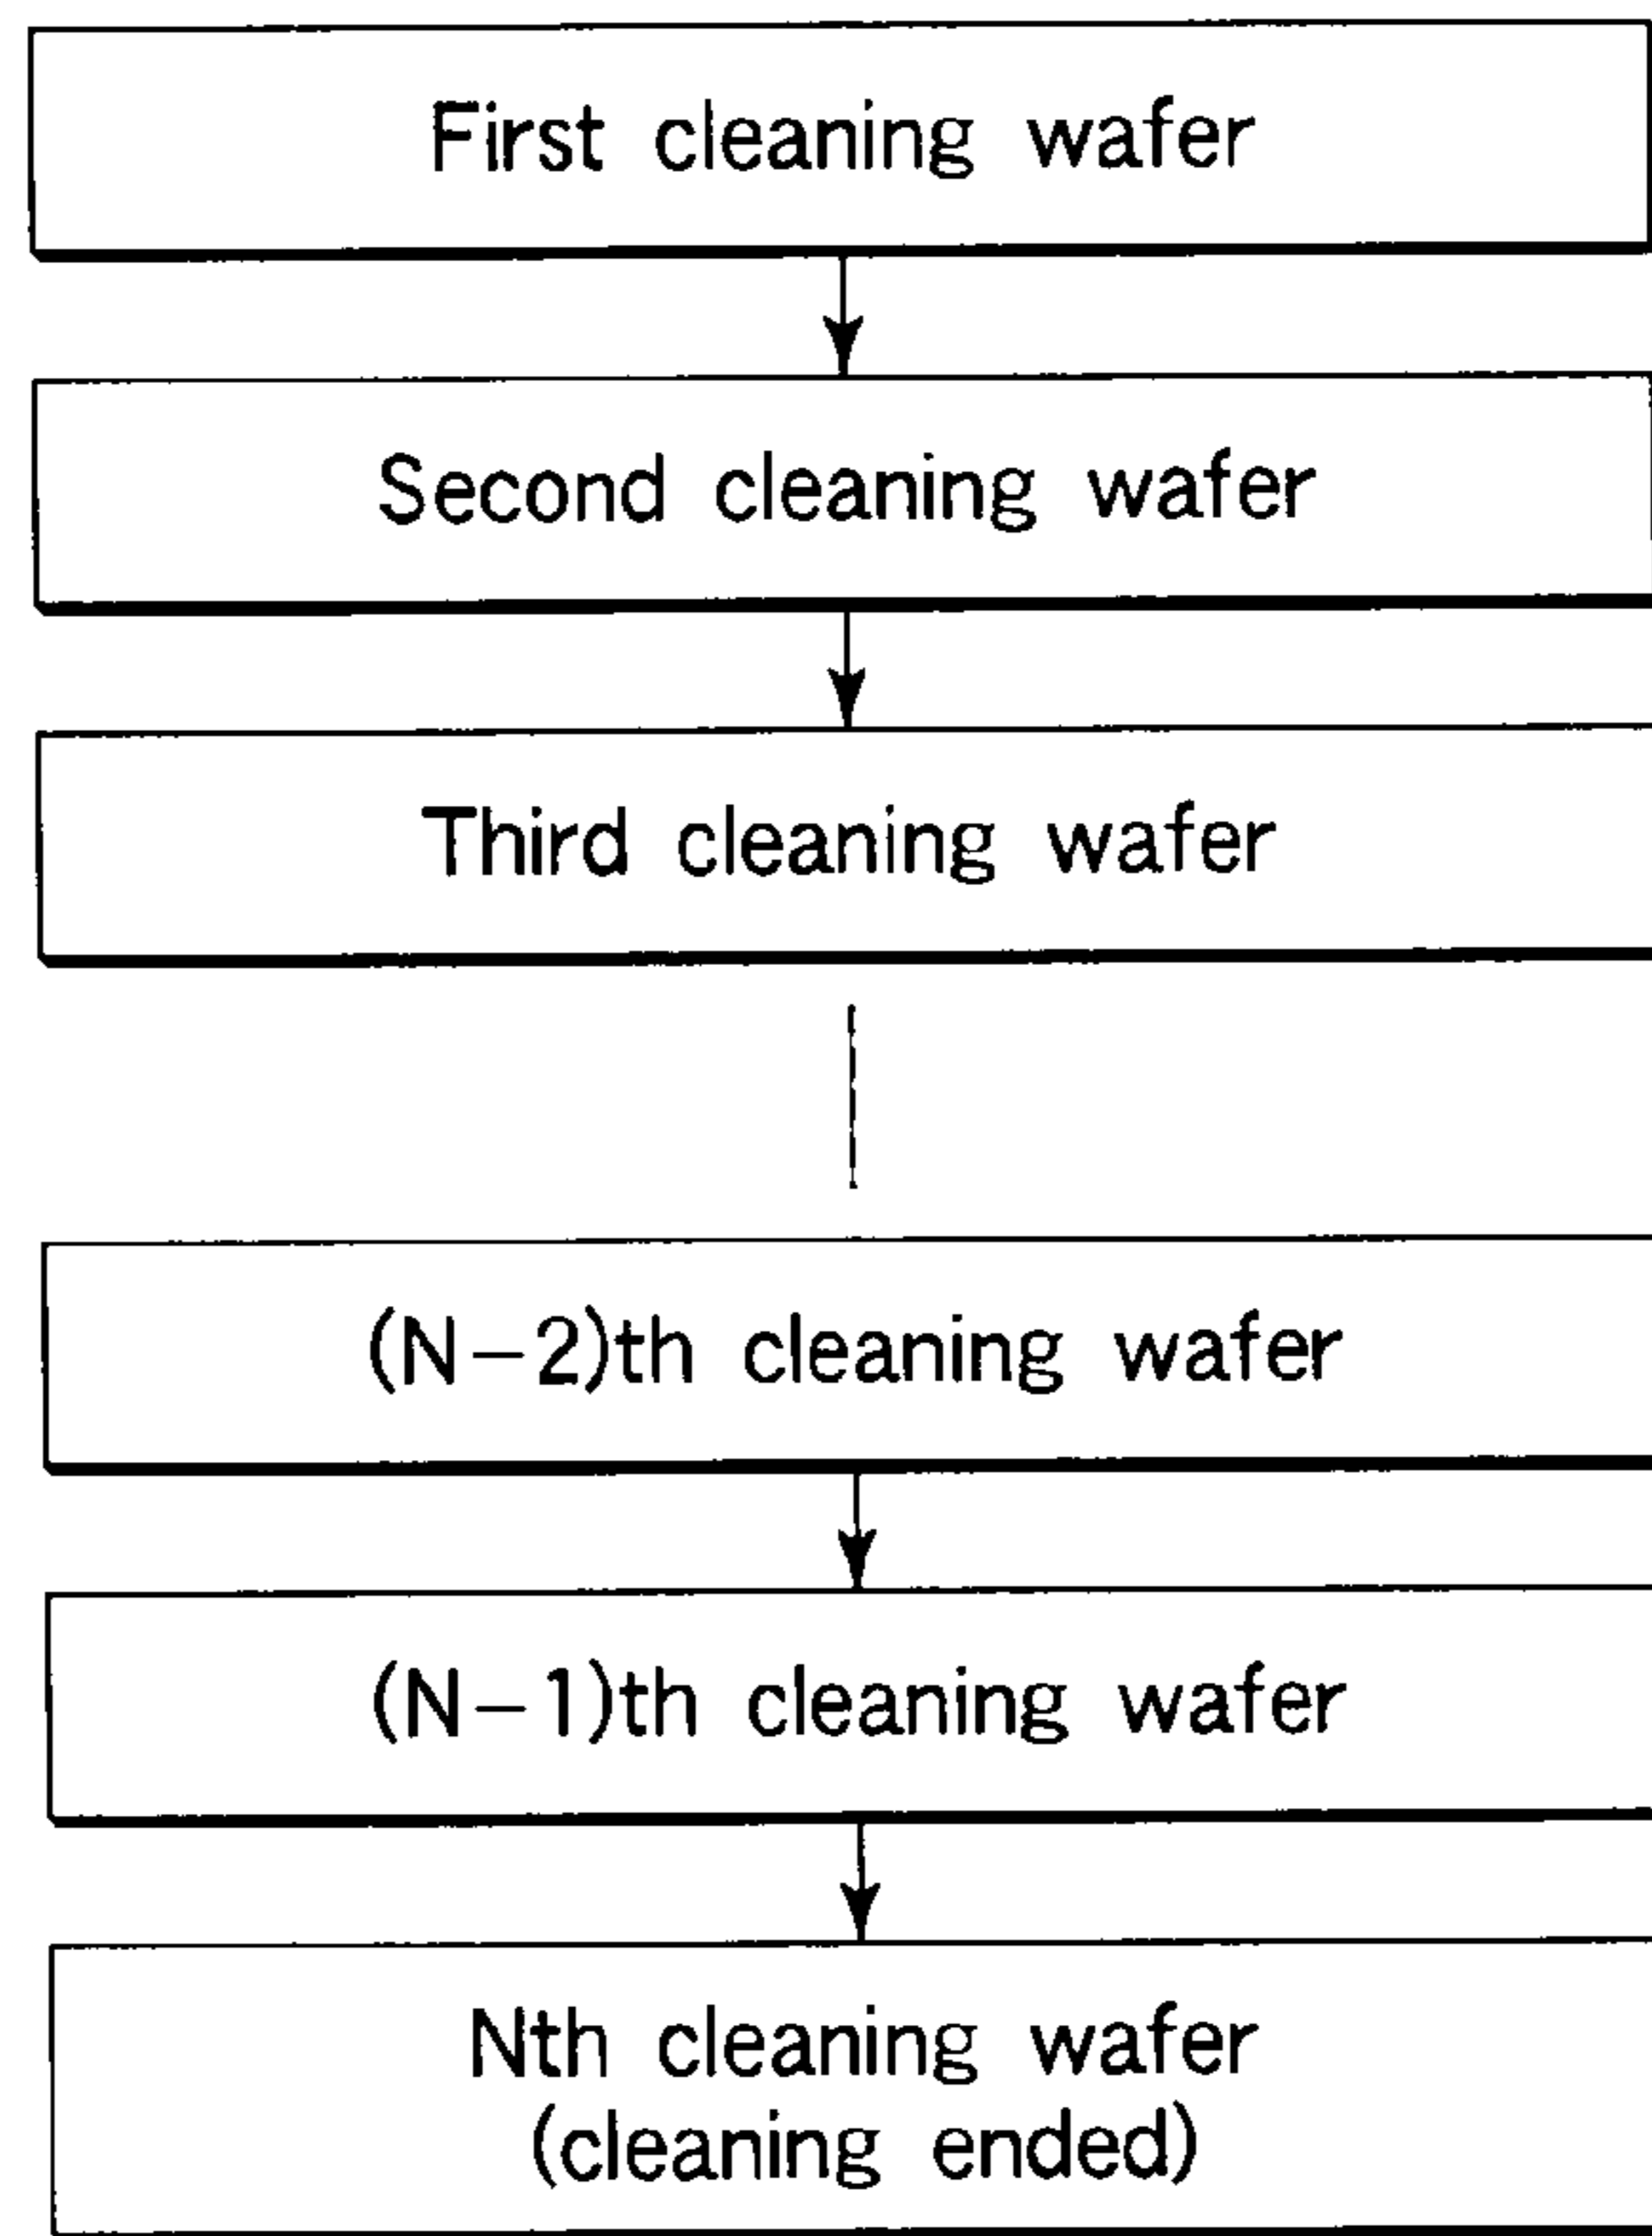 First cleaning wafer
Second cleaning wafer
Third cleaning wafer
(N−2)th cleaning wafer
(N−1)th cleaning wafer
Nth cleaning wafer
(cleaning ended)